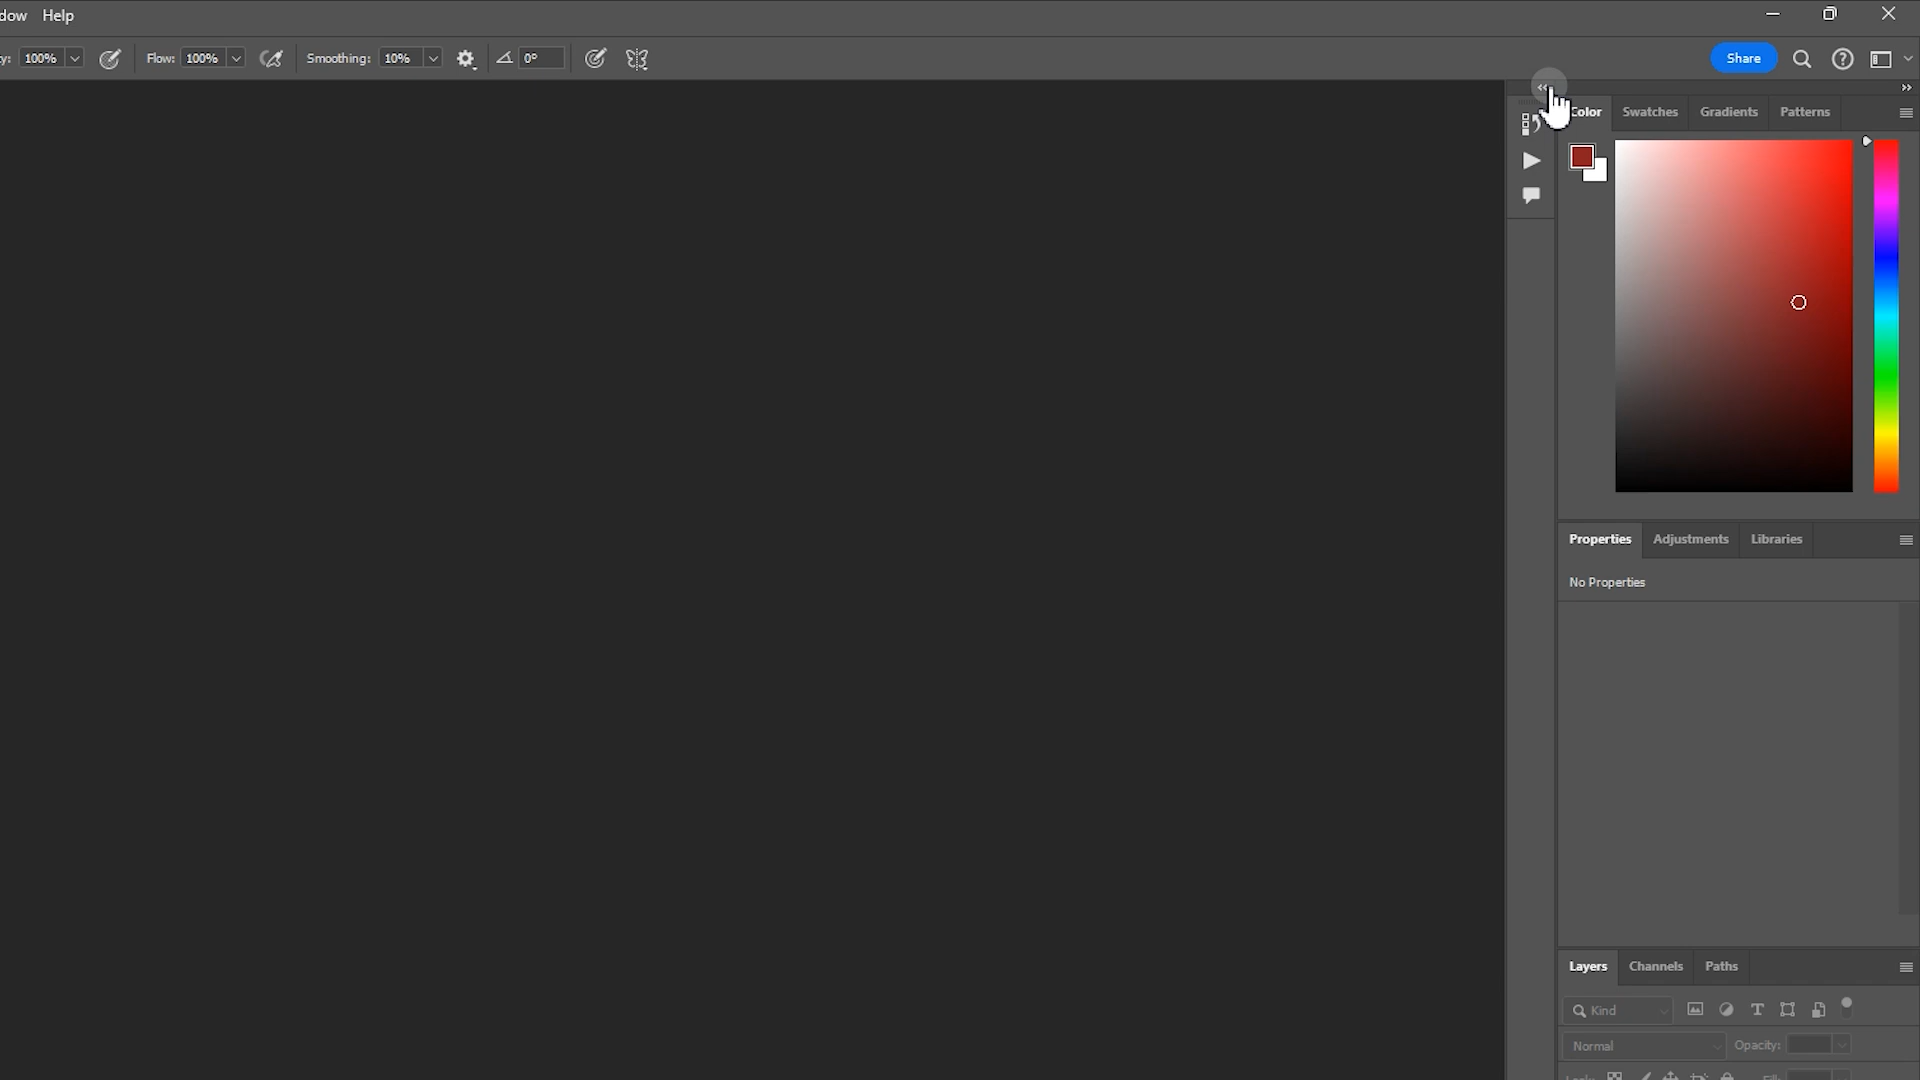 dow Help
y: 100% Flow: 100% Smoothing: 10% 0° Share
Color Swatches Gradients Patterns
Properties Adjustments Libraries
No Properties
Layers Channels Paths
Kind
Normal Opacity: